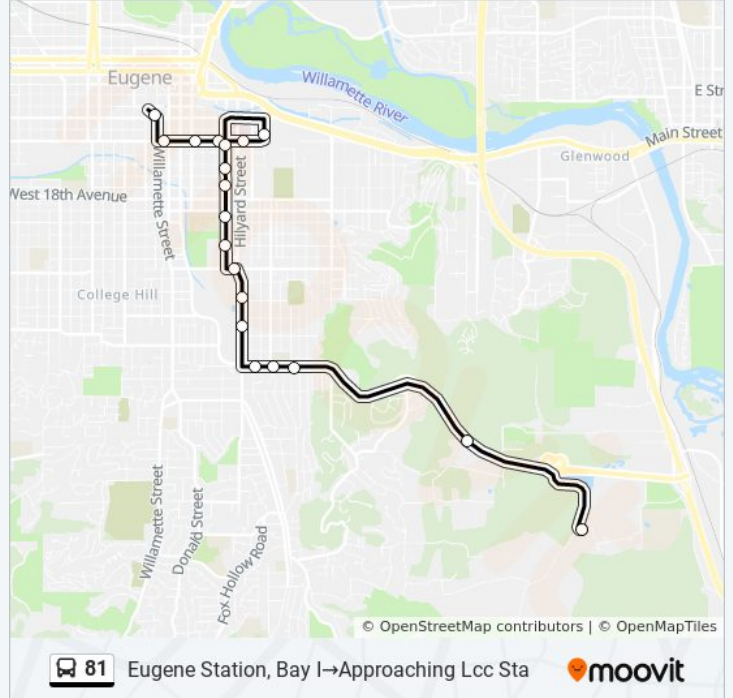 Eugene
Willamette River
E Str
Main Street
Glenwood
Willamette Street
Hilyard Street
West 18th Avenue
College Hill
Willamette Street
Donald Street
Fox Hollow Road
© OpenStreetMap contributors | © OpenMapTiles
81 Eugene Station, Bay I→Approaching Lcc Sta moovit